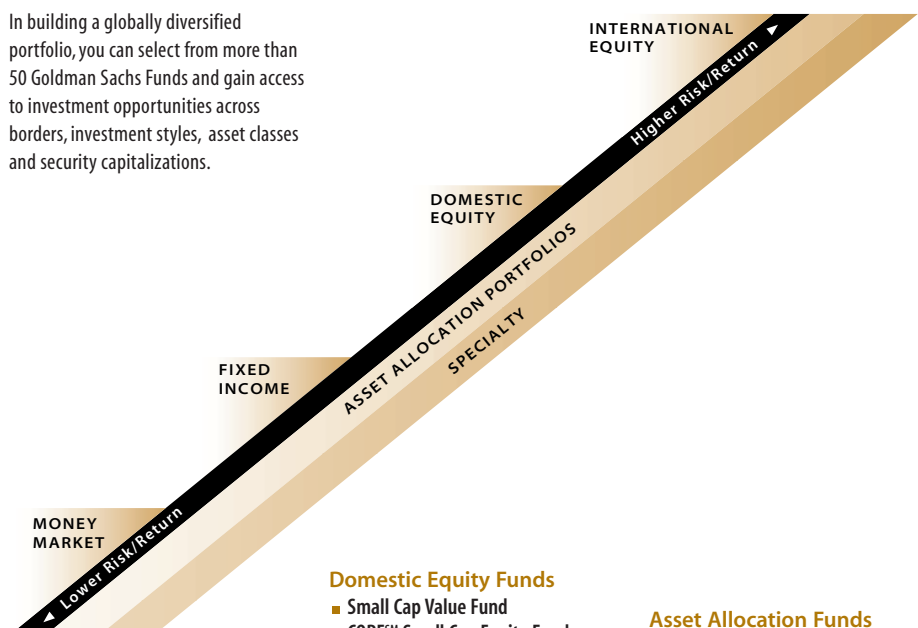 In building a globally diversified
portfolio, you can select from more than
50 Goldman Sachs Funds and gain access
to investment opportunities across
borders, investment styles, asset classes
and security capitalizations.
INTERNATIONAL
EQUITY
Higher Risk/Return ▶
DOMESTIC
EQUITY
ASSET ALLOCATION PORTFOLIOS
SPECIALTY
FIXED
INCOME
MONEY
MARKET
◀ Lower Risk/Return
Domestic Equity Funds
■ Small Cap Value Fund
Asset Allocation Funds